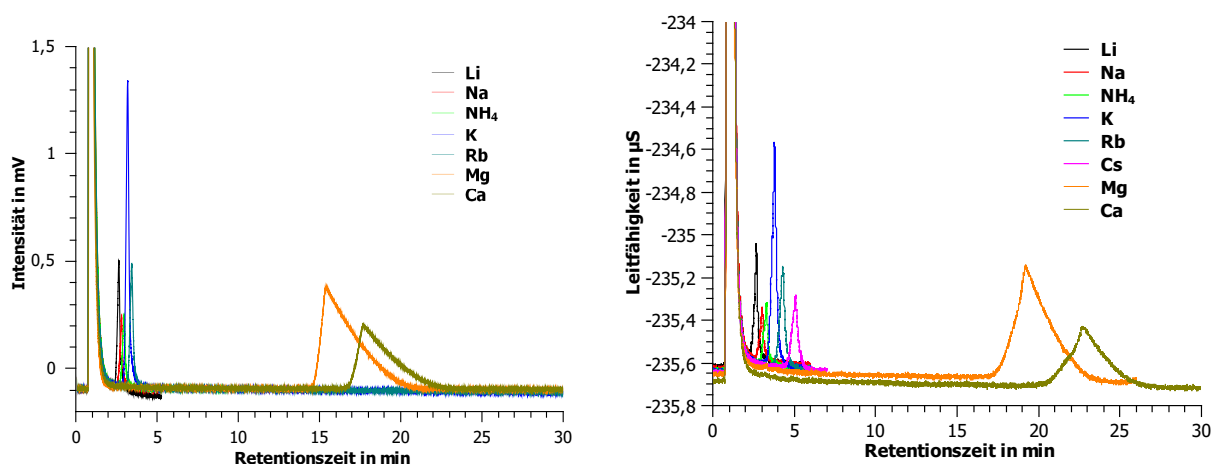 1,5
1
0,5
0
Intensität in mV
0
5
10
15
20
25
30
Retentionszeit in min
Li
Na
NH₄
K
Rb
Mg
Ca
-234
-234,2
-234,4
-234,6
-234,8
-235
-235,2
-235,4
-235,6
-235,8
Leitfähigkeit in µS
0
5
10
15
20
25
30
Retentionszeit in min
Li
Na
NH₄
K
Rb
Cs
Mg
Ca